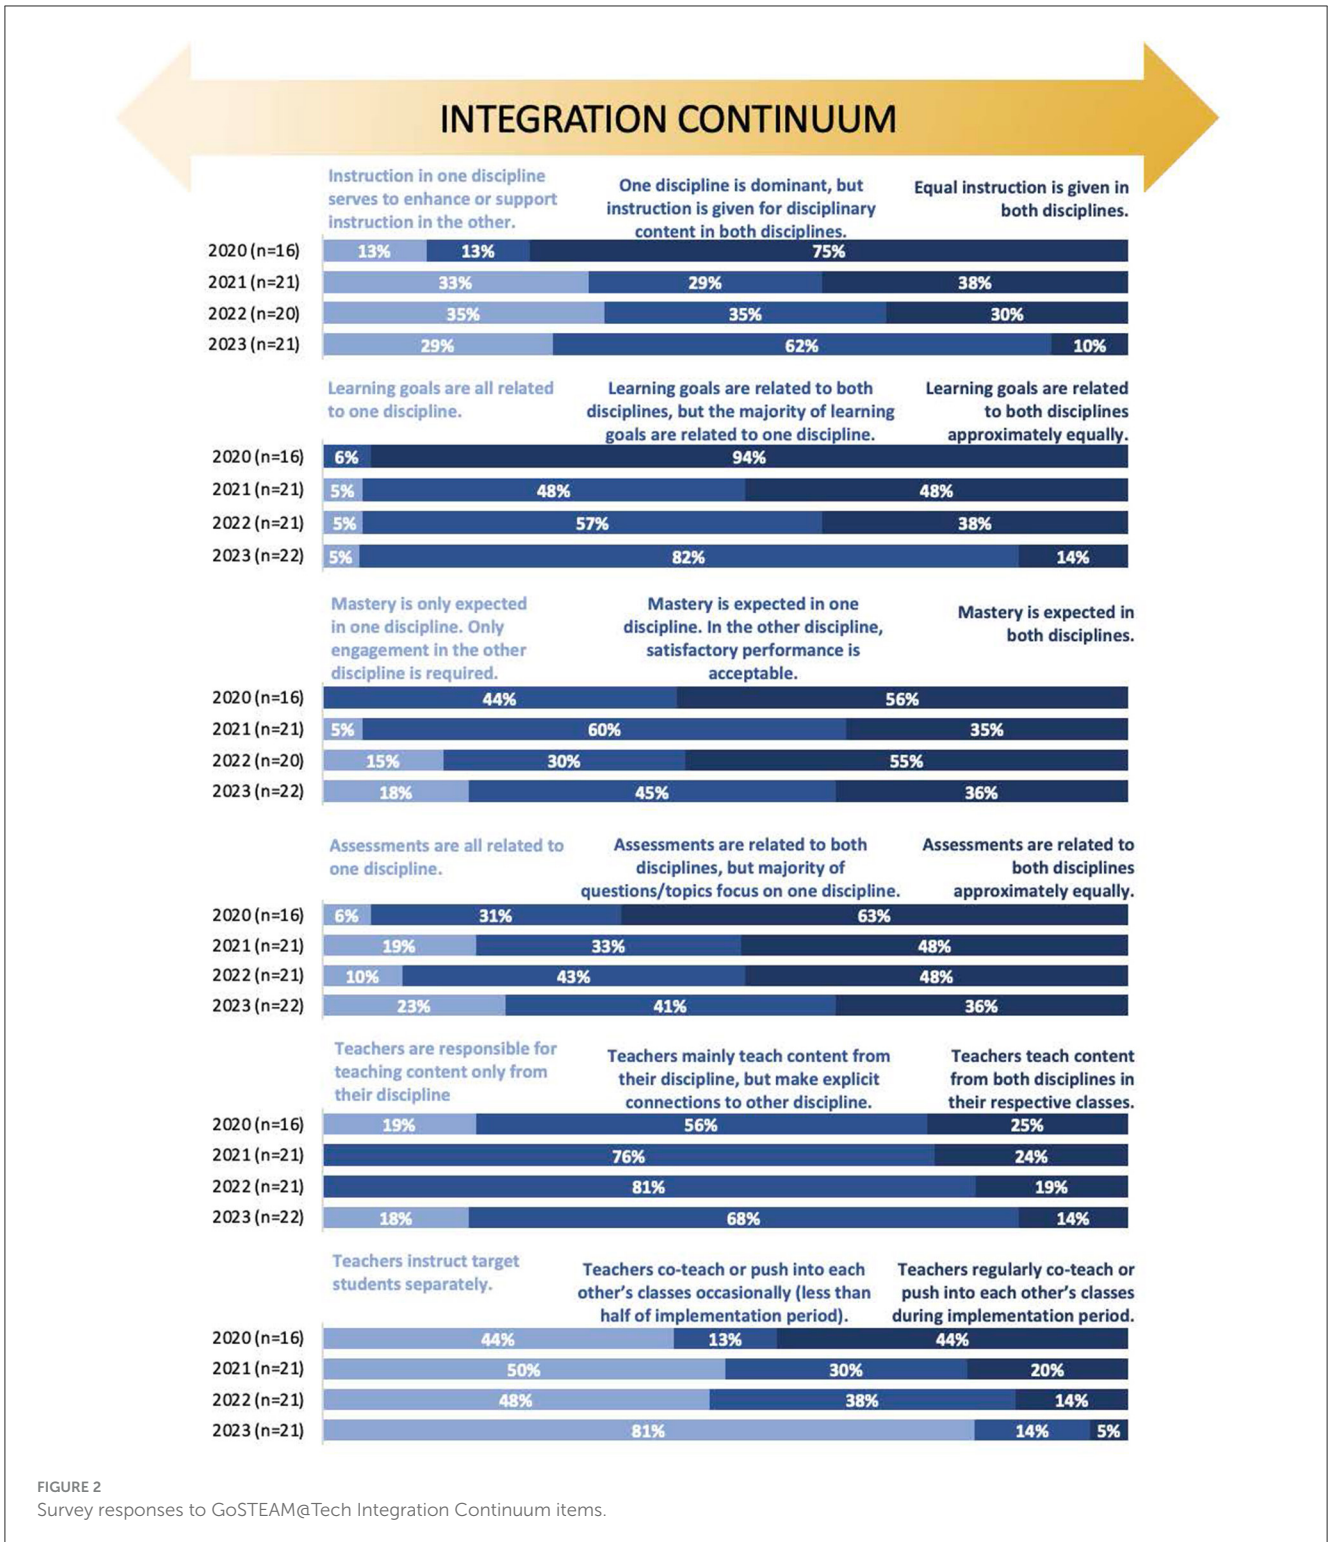 INTEGRATION CONTINUUM
Instruction in one discipline
serves to enhance or support
instruction in the other.
One discipline is dominant, but
instruction is given for disciplinary
content in both disciplines.
Equal instruction is given in
both disciplines.
2020 (n=16) 13% 13% 75%
2021 (n=21) 33% 29% 38%
2022 (n=20) 35% 35% 30%
2023 (n=21) 29% 62% 10%
Learning goals are all related
to one discipline.
Learning goals are related to both
disciplines, but the majority of learning
goals are related to one discipline.
Learning goals are related
to both disciplines
approximately equally.
2020 (n=16) 6% 94%
2021 (n=21) 5% 48% 48%
2022 (n=21) 5% 57% 38%
2023 (n=22) 5% 82% 14%
Mastery is only expected
in one discipline. Only
engagement in the other
discipline is required.
Mastery is expected in one
discipline. In the other discipline,
satisfactory performance is
acceptable.
Mastery is expected in
both disciplines.
2020 (n=16) 44% 56%
2021 (n=21) 5% 60% 35%
2022 (n=20) 15% 30% 55%
2023 (n=22) 18% 45% 36%
Assessments are all related to
one discipline.
Assessments are related to both
disciplines, but majority of
questions/topics focus on one discipline.
Assessments are related to
both disciplines
approximately equally.
2020 (n=16) 6% 31% 63%
2021 (n=21) 19% 33% 48%
2022 (n=21) 10% 43% 48%
2023 (n=22) 23% 41% 36%
Teachers are responsible for
teaching content only from
their discipline
Teachers mainly teach content from
their discipline, but make explicit
connections to other discipline.
Teachers teach content
from both disciplines in
their respective classes.
2020 (n=16) 19% 56% 25%
2021 (n=21) 76% 24%
2022 (n=21) 81% 19%
2023 (n=22) 18% 68% 14%
Teachers instruct target
students separately.
Teachers co-teach or push into each
other's classes occasionally (less than
half of implementation period).
Teachers regularly co-teach or
push into each other's classes
during implementation period.
2020 (n=16) 44% 13% 44%
2021 (n=21) 50% 30% 20%
2022 (n=21) 48% 38% 14%
2023 (n=21) 81% 14% 5%
FIGURE 2
Survey responses to GoSTEAM@Tech Integration Continuum items.